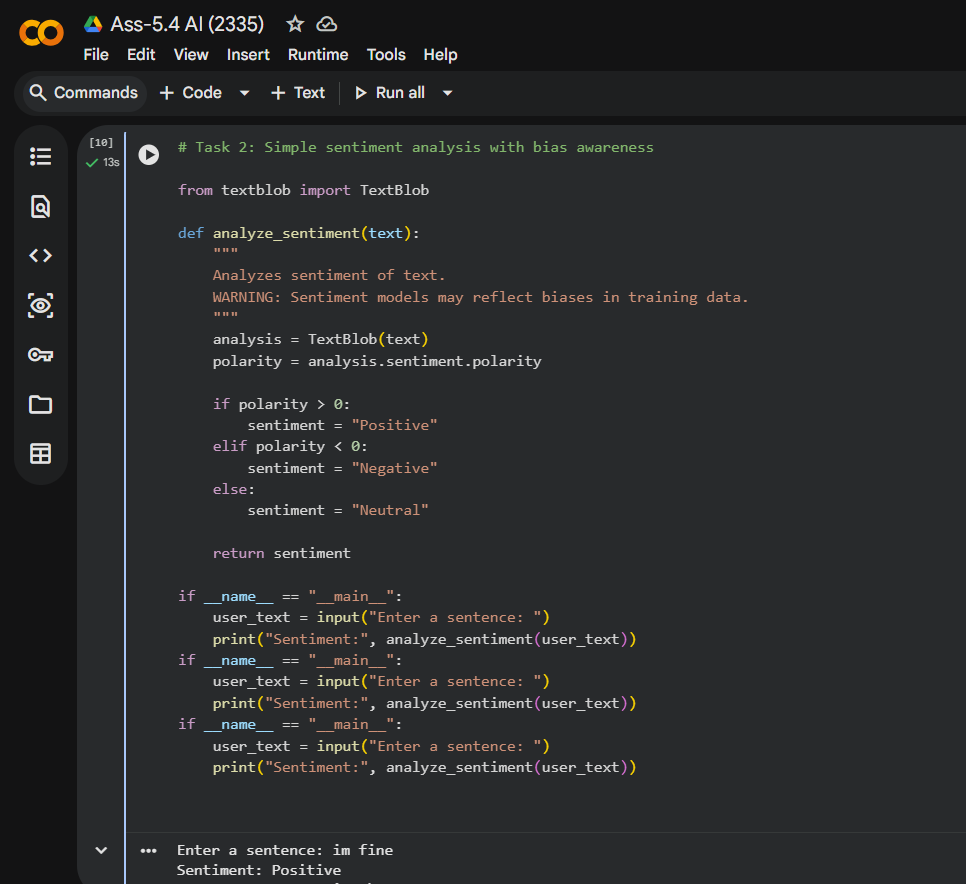 Ass-5.4 AI (2335)
File Edit View Insert Runtime Tools Help
Commands + Code + Text Run all
[10]
13s
# Task 2: Simple sentiment analysis with bias awareness
from textblob import TextBlob
def analyze_sentiment(text):
    """
    Analyzes sentiment of text.
    WARNING: Sentiment models may reflect biases in training data.
    """
    analysis = TextBlob(text)
    polarity = analysis.sentiment.polarity
    if polarity > 0:
        sentiment = "Positive"
    elif polarity < 0:
        sentiment = "Negative"
    else:
        sentiment = "Neutral"
    return sentiment
if __name__ == "__main__":
    user_text = input("Enter a sentence: ")
    print("Sentiment:", analyze_sentiment(user_text))
if __name__ == "__main__":
    user_text = input("Enter a sentence: ")
    print("Sentiment:", analyze_sentiment(user_text))
if __name__ == "__main__":
    user_text = input("Enter a sentence: ")
    print("Sentiment:", analyze_sentiment(user_text))
Enter a sentence: im fine
Sentiment: Positive